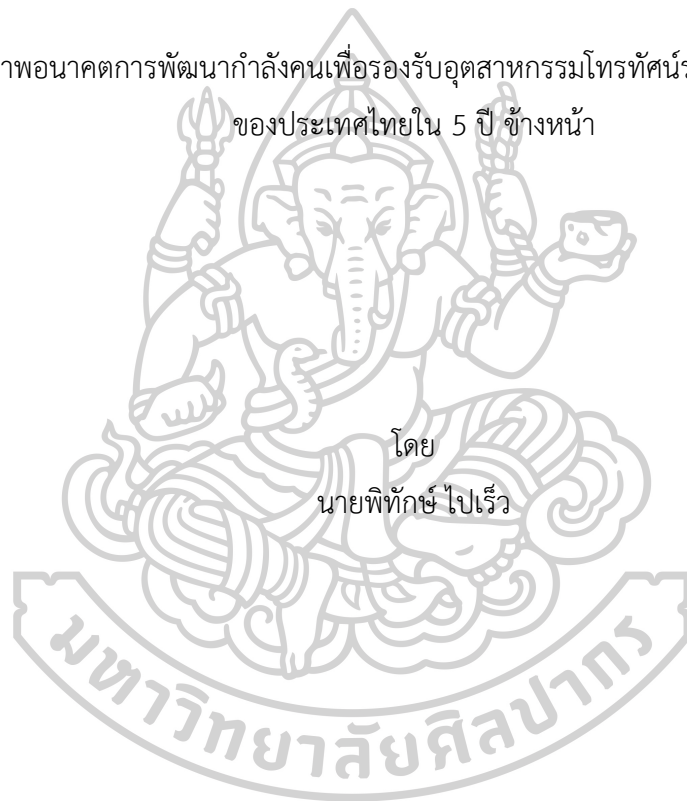 าพอนาคตการพัฒนากำลังคนเพื่อรองรับอุตสาหกรรมโทรทัศน์
ของประเทศไทยใน 5 ปี ข้างหน้า
โดย
นายพิทักษ์ ไปเร็ว
มหาวิทยาลัยศิลปากร